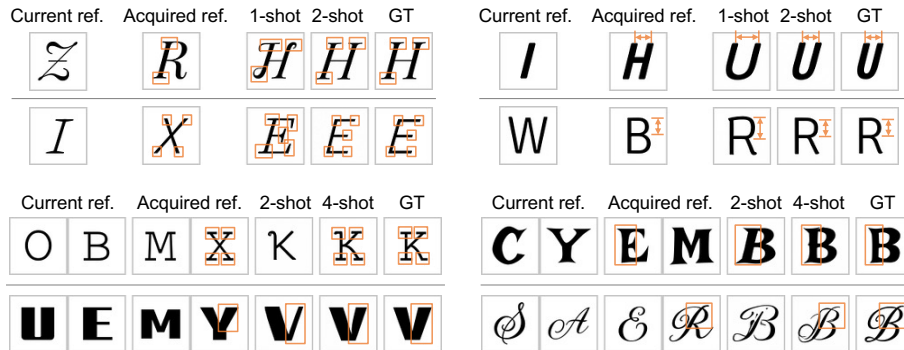 Current ref. Acquired ref. 1-shot 2-shot GT
Z R H H H
I X E E E
Current ref. Acquired ref. 1-shot 2-shot GT
I H U U U
W B R R R
Current ref. Acquired ref. 2-shot 4-shot GT
O B M X K K K
U E M Y V V V
Current ref. Acquired ref. 2-shot 4-shot GT
C Y E M B B B
S A E R B B B